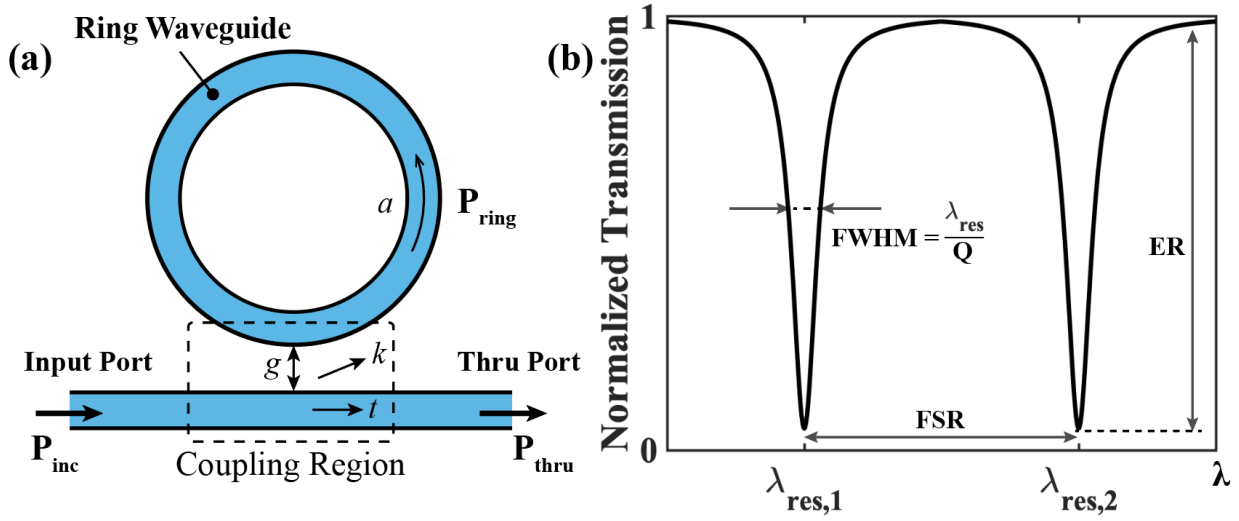 (a)
Ring Waveguide
a
P_ring
g
k
Input Port
Thru Port
t
P_inc
P_thru
Coupling Region
(b)
Normalized Transmission
1
0
FWHM = λ_res/Q
ER
FSR
λ_res,1
λ_res,2
λ